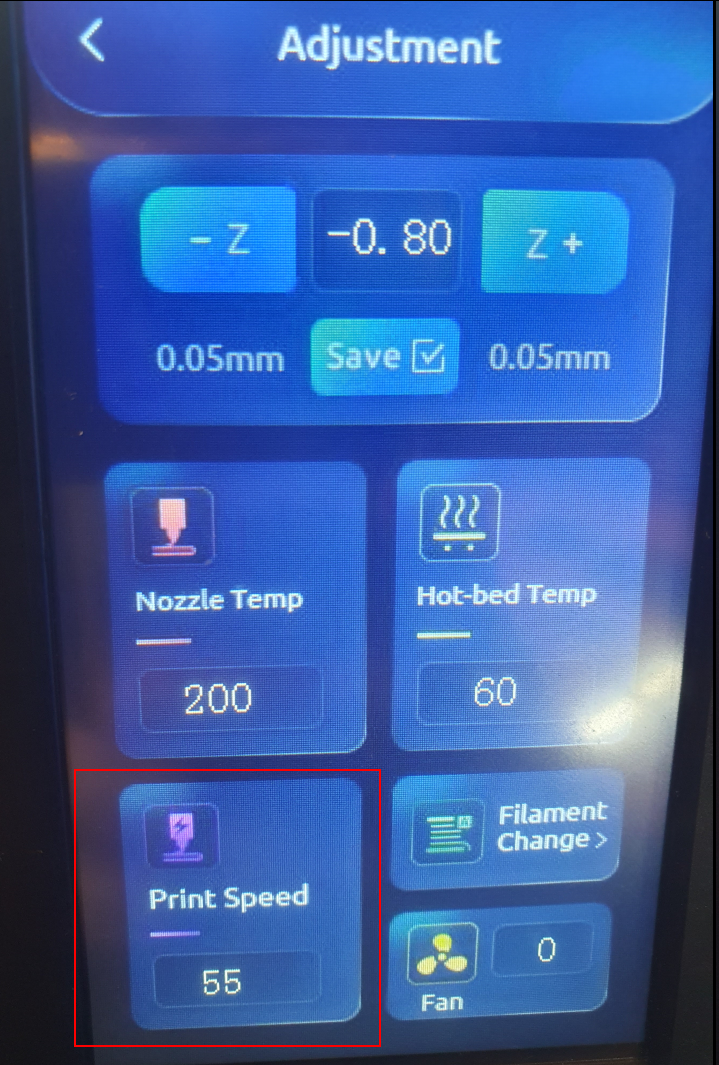 Adjustment
- Z
-0.80
Z +
0.05mm
Save
0.05mm
Nozzle Temp
200
Hot-bed Temp
60
Print Speed
55
Filament
Change >
0
Fan